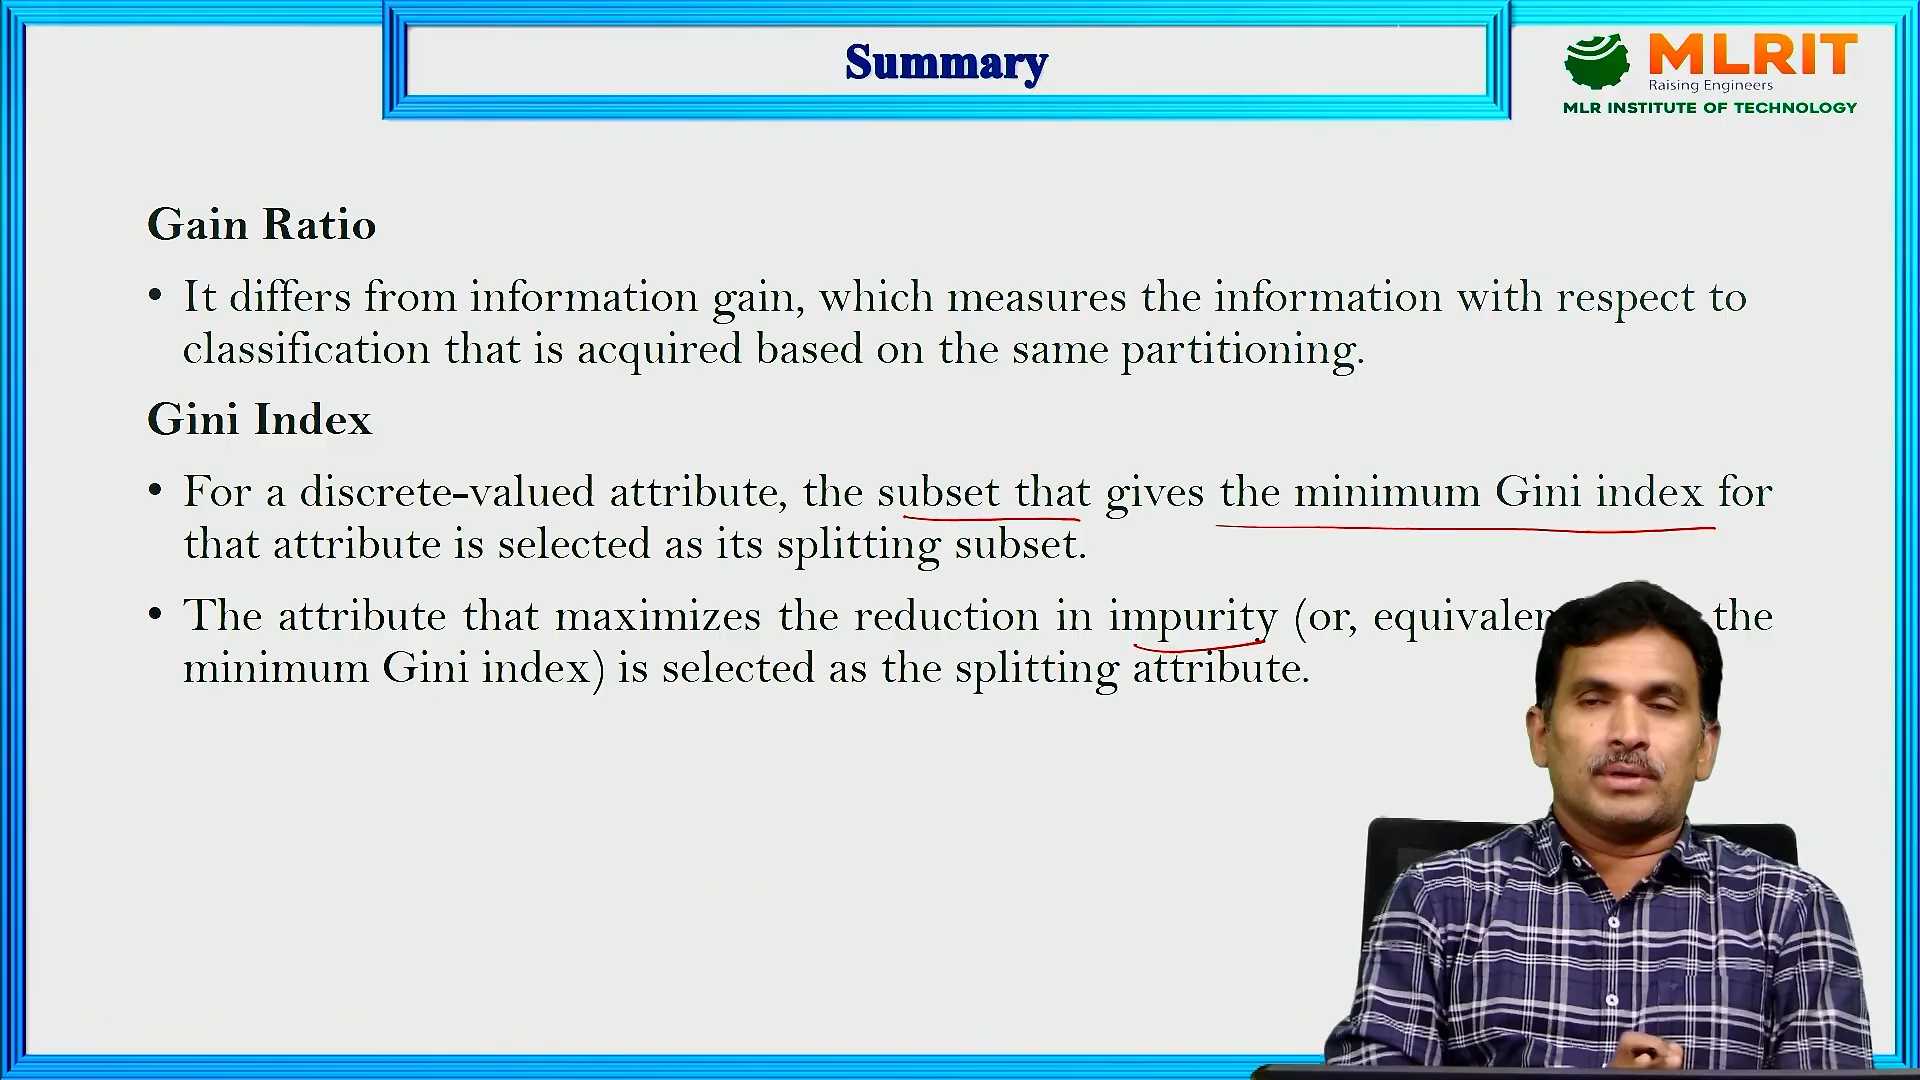 Summary
MLRIT
Raising Engineers
MLR INSTITUTE OF TECHNOLOGY
Gain Ratio
• It differs from information gain, which measures the information with respect to
classification that is acquired based on the same partitioning.
Gini Index
• For a discrete-valued attribute, the subset that gives the minimum Gini index for
that attribute is selected as its splitting subset.
• The attribute that maximizes the reduction in impurity (or, the
minimum Gini index) is selected as the splitting attribute.